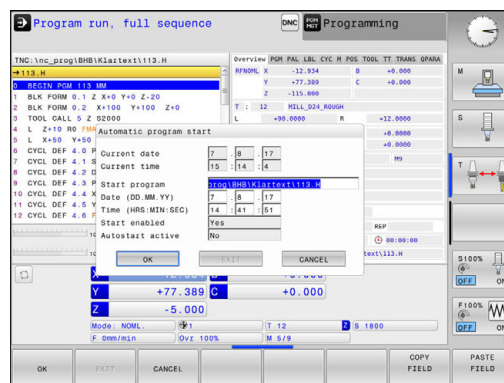 Program run, full sequence
DNC
Programming
TNC:\nc_prog\BHB\Klartext\113.H
→113.H
0 BEGIN PGM 113 MM
1 BLK FORM 0.1 Z X+0 Y+0 Z-20
2 BLK FORM 0.2 X+100 Y+100 Z+0
3 TOOL CALL 5 Z S2000
4 L Z+10 R0 FMA
5 L X+50 Y+50
6 CYCL DEF 4.0 P
7 CYCL DEF 4.1 S
8 CYCL DEF 4.2 D
9 CYCL DEF 4.3 P
10 CYCL DEF 4.4 X
11 CYCL DEF 4.5 Y
12 CYCL DEF 4.6 F
Overview PGM PAL LBL CYC M POS TOOL TT TRANS QPARA
RFNOML X -12.934 B +0.000
Y +77.389 C +0.000
Z -115.000
T : 12 MILL_D24_ROUGH
L +90.0000 R +12.0000
+0.0000
+0.0000
M9
REP
00:00:00
text\113.H
Automatic program start
Current date 7 . 8 . 17
Current time 15 : 14 : 4
Start program prog\BHB\Klartext\113.H
Date (DD.MM.YY) 7 . 8 . 17
Time (HRS:MIN:SEC) 14 : 41 : 51
Start enabled Yes
Autostart active No
OK EXIT CANCEL
Y +77.389 C +0.000
Z -5.000
Mode: NOML. 1 T 12 Z S 1800
F 0mm/min Ovr 100% M 5/9
M
S
T
S100%
OFF ON
F100%
OFF ON
OK
EXIT
CANCEL
COPY FIELD
PASTE FIELD